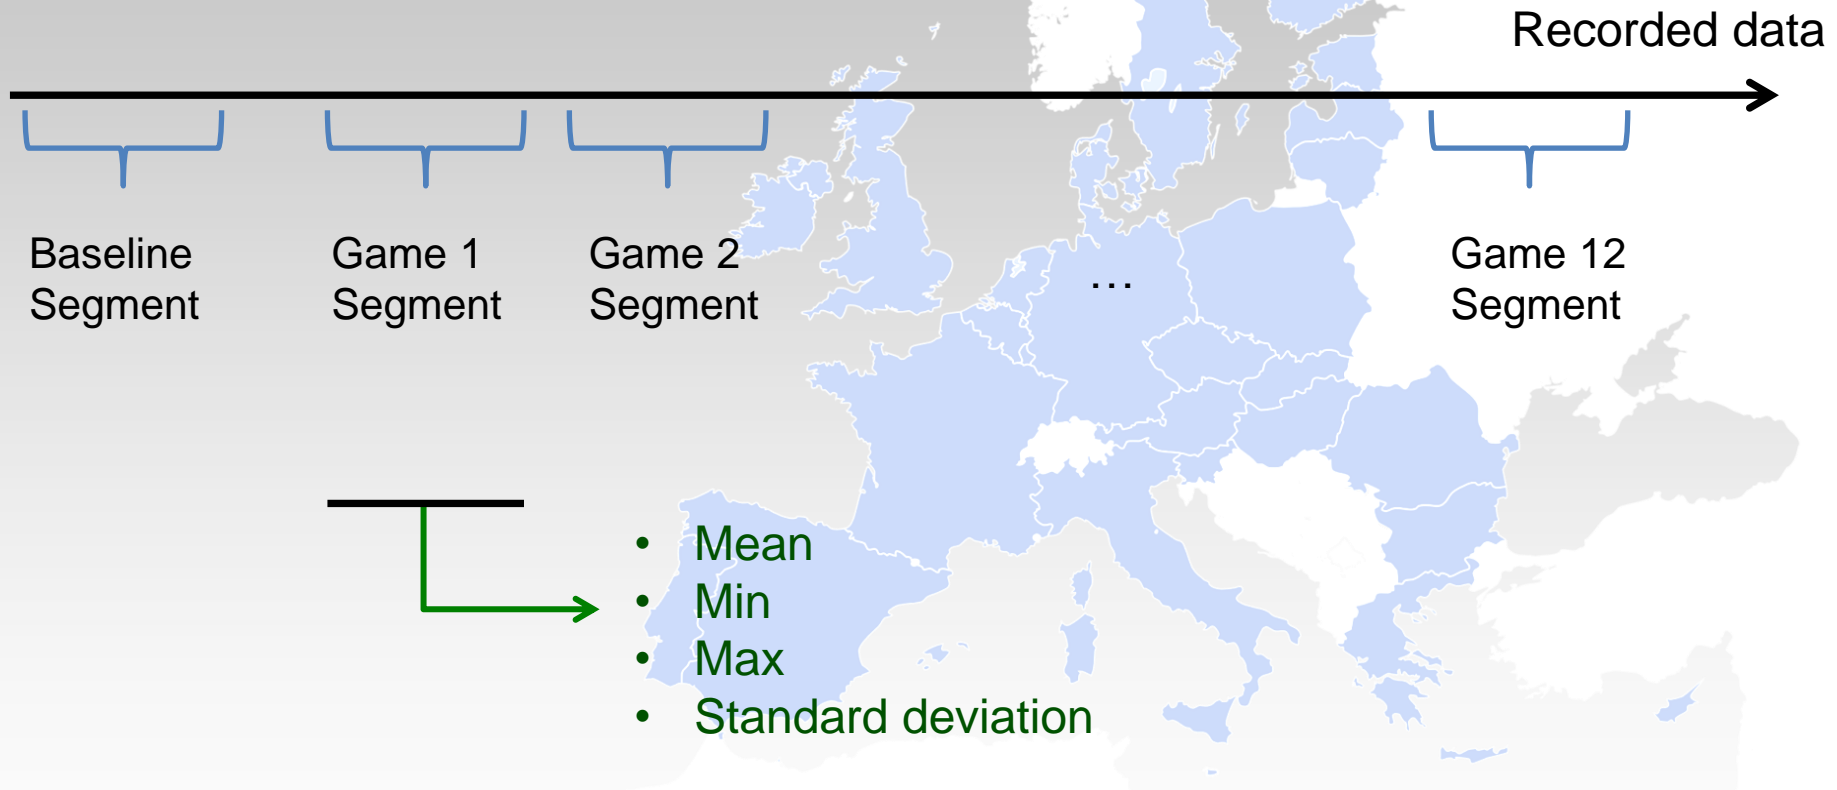 Recorded data
Baseline
Segment
Game 1
Segment
Game 2
Segment
…
Game 12
Segment
• Mean
• Min
• Max
• Standard deviation